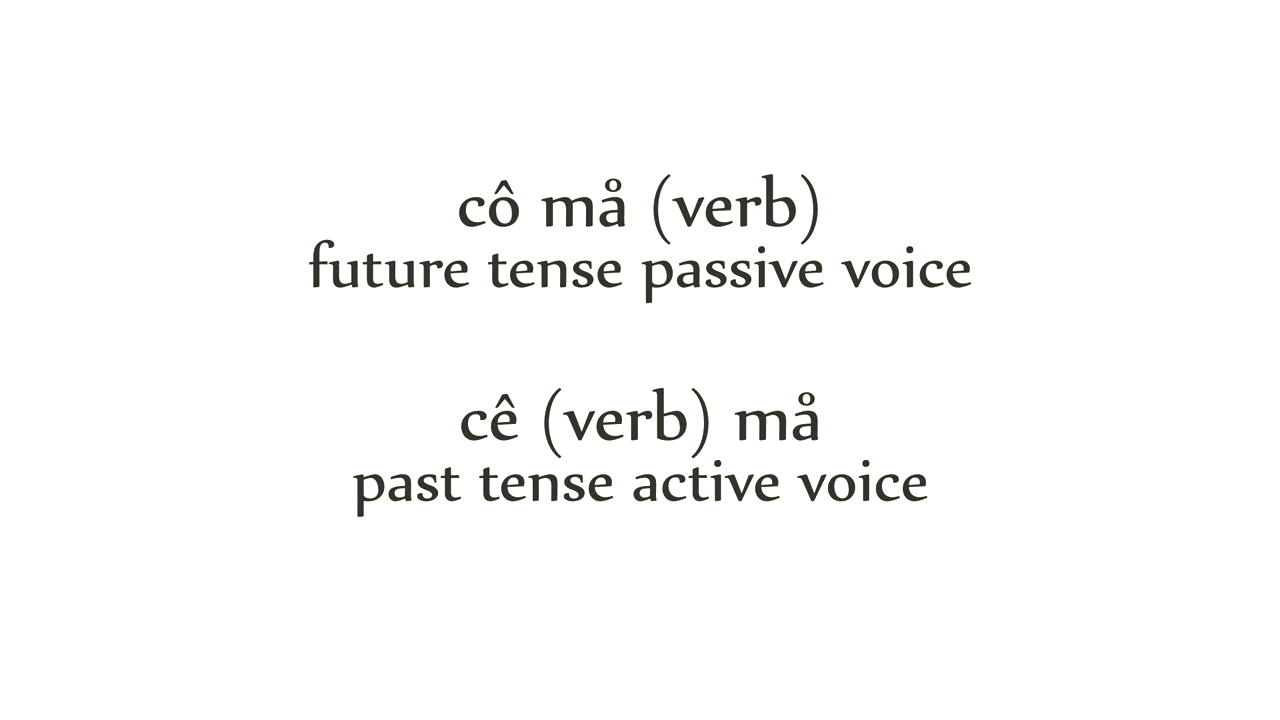 cô må (verb)
future tense passive voice
cê (verb) må
past tense active voice